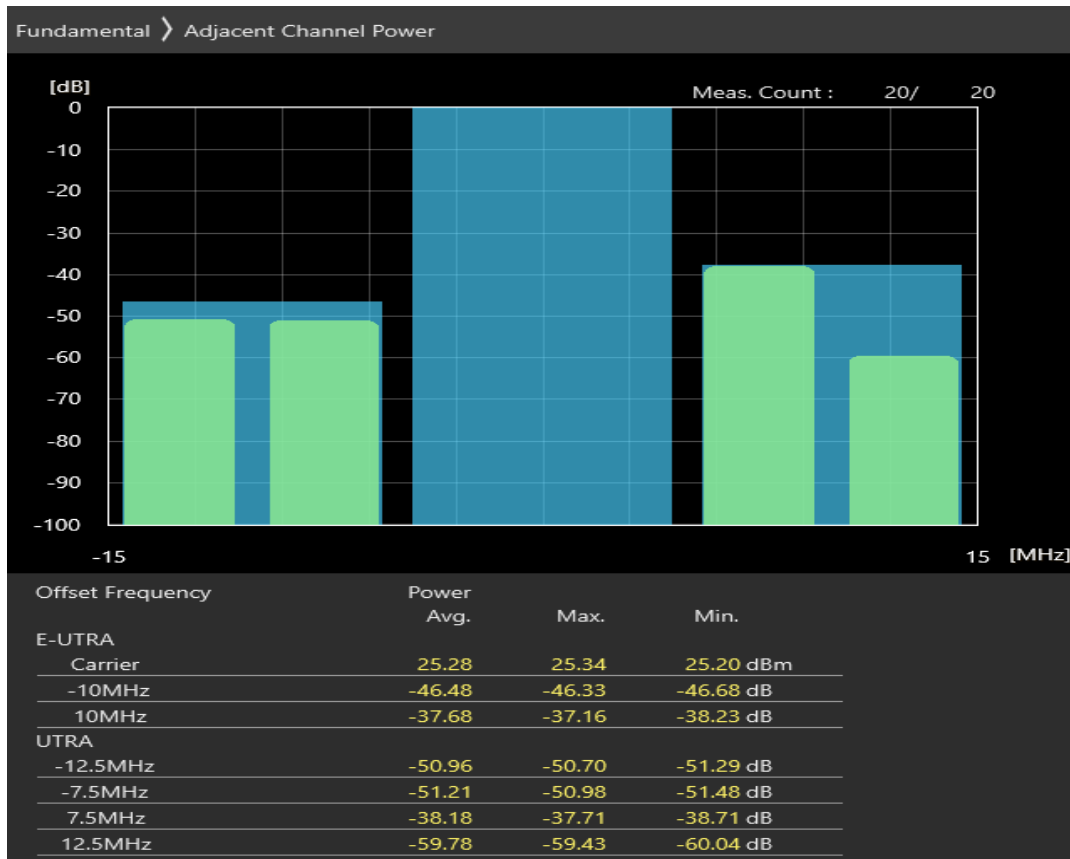 Fundamental ❯ Adjacent Channel Power
[dB]
Meas. Count : 20/ 20
0
-10
-20
-30
-40
-50
-60
-70
-80
-90
-100
-15 15 [MHz]
Offset Frequency Power
Avg. Max. Min.
E-UTRA
Carrier 25.28 25.34 25.20 dBm
-10MHz -46.48 -46.33 -46.68 dB
10MHz -37.68 -37.16 -38.23 dB
UTRA
-12.5MHz -50.96 -50.70 -51.29 dB
-7.5MHz -51.21 -50.98 -51.48 dB
7.5MHz -38.18 -37.71 -38.71 dB
12.5MHz -59.78 -59.43 -60.04 dB